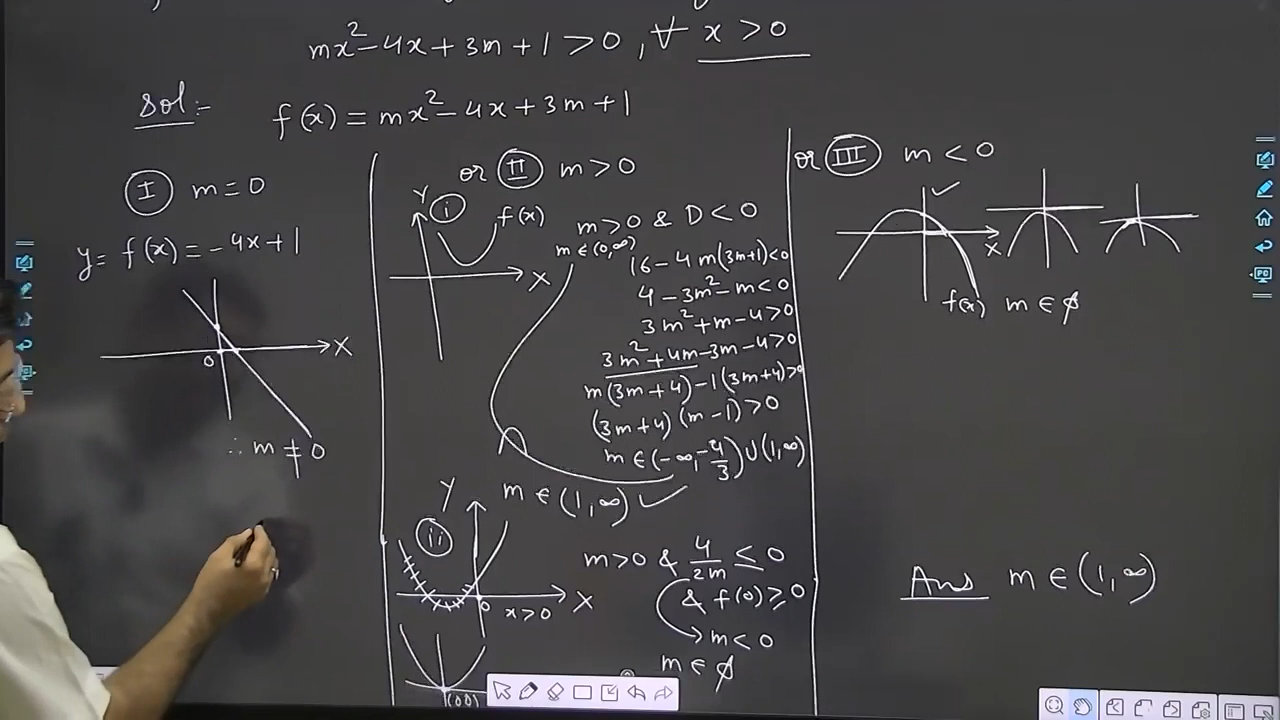 mx²-4x+3m+1>0, ∀ x>0
Sol:-
f(x)=mx²-4x+3m+1
I m=0
y=f(x)=-4x+1
X
0
∴ m≠0
or II m>0
Y
i
f(x)
X
m>0 & D<0
m∈(0,∞)
16-4m(3m+1)<0
4-3m²-m<0
3m²+m-4>0
3m²+4m-3m-4>0
m(3m+4)-1(3m+4)>0
(3m+4)(m-1)>0
m∈(-∞,-4/3)∪(1,∞)
m∈(1,∞) ✓
Y
ii
X
0
x>0
m>0 & 4/2m ≤0
& f(0)≥0
→m<0
m∈φ
(00)
or III m<0
✓
X
f(x) m∈φ
Ans m∈(1,∞)
PC